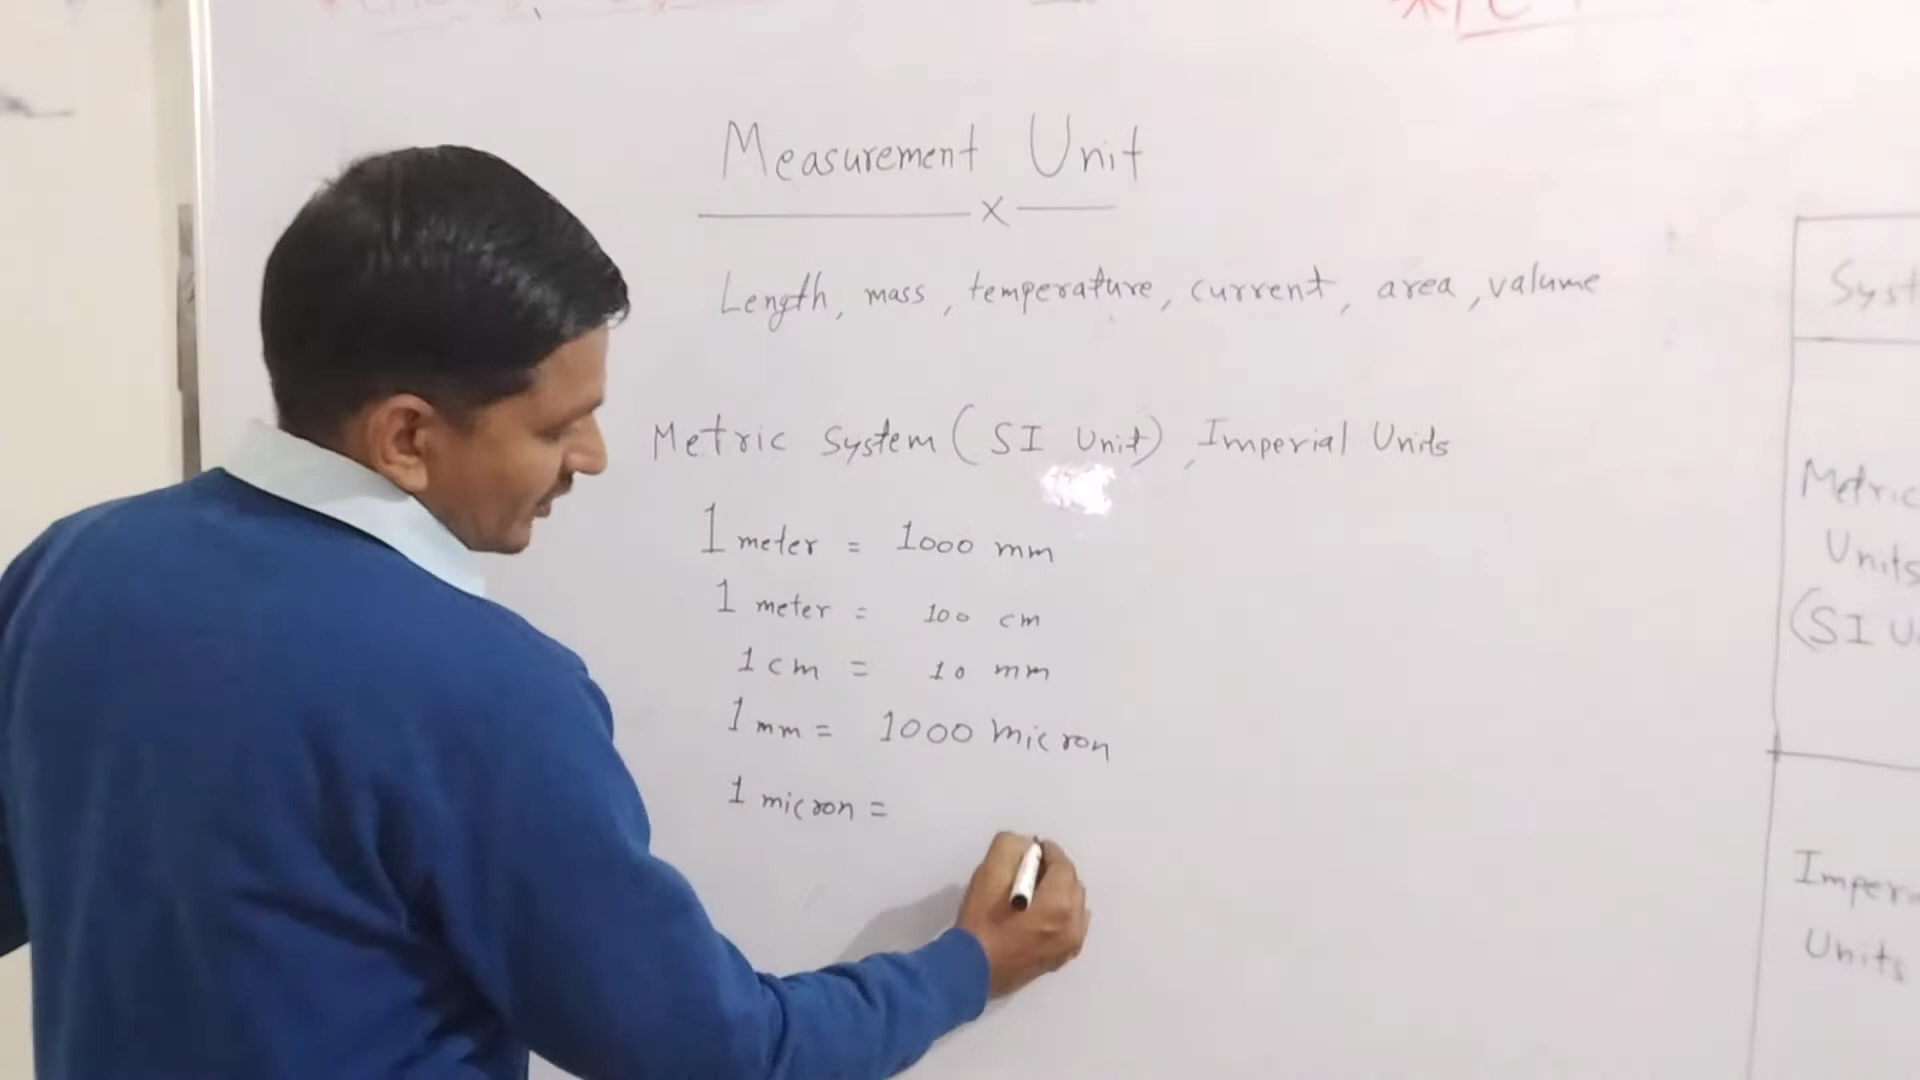 Measurement Unit
x
Length, mass, temperature, current, area, valume
Metric System (SI Unit), Imperial Units
1 meter = 1000 mm
1 meter = 100 cm
1 cm = 10 mm
1 mm = 1000 micron
1 micron =
Syst
Metric
Units
(SI U
Imper
Units